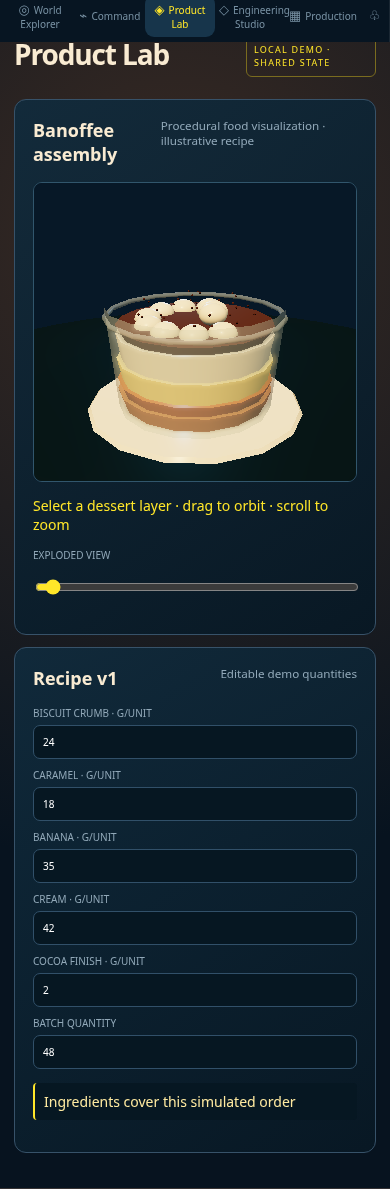 ◎ World Explorer
⌁ Command
◈ Product Lab
◇ Engineering Studio
▦ Production
♧
Product Lab
LOCAL DEMO ·
SHARED STATE
Banoffee
assembly
Procedural food visualization ·
illustrative recipe
Select a dessert layer · drag to orbit · scroll to
zoom
EXPLODED VIEW
Recipe v1
Editable demo quantities
BISCUIT CRUMB · G/UNIT
24
CARAMEL · G/UNIT
18
BANANA · G/UNIT
35
CREAM · G/UNIT
42
COCOA FINISH · G/UNIT
2
BATCH QUANTITY
48
Ingredients cover this simulated order